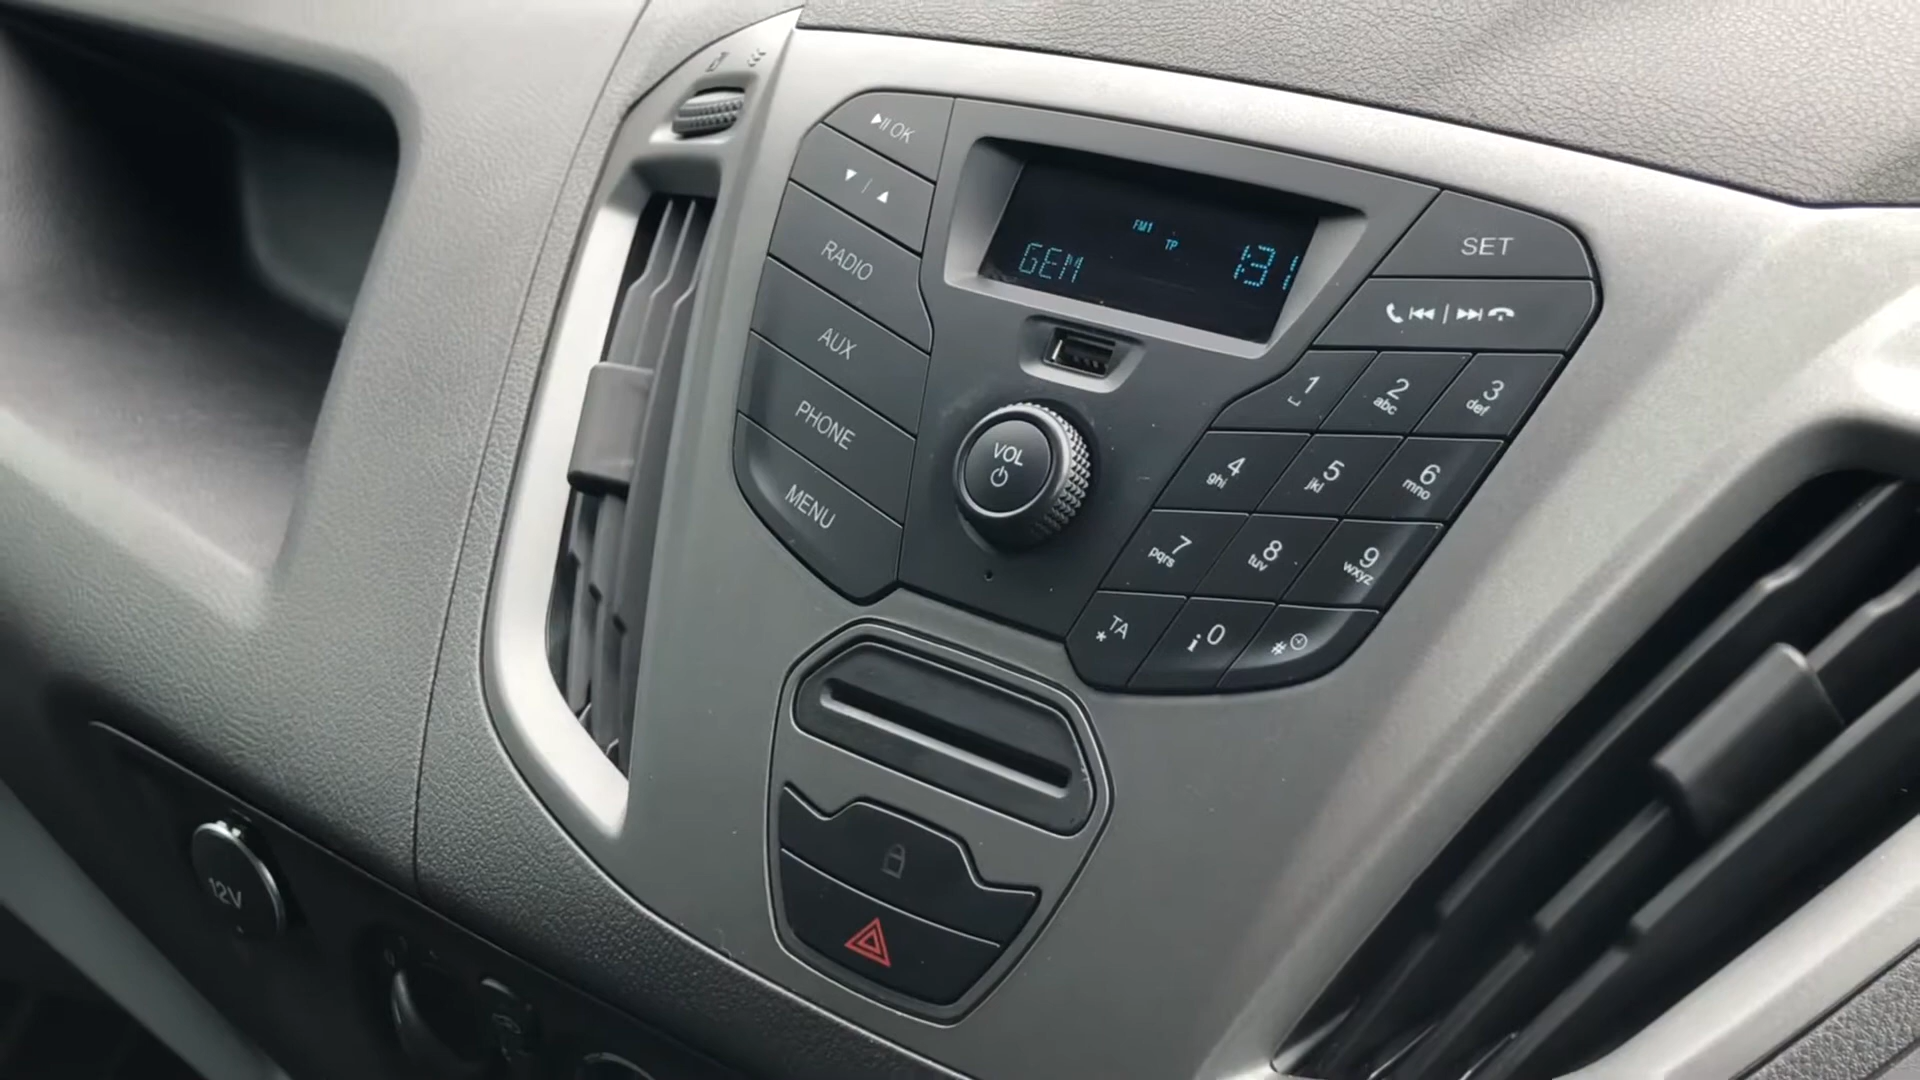 OK
RADIO
AUX
PHONE
MENU
FM1
TP
GEM
VOL
SET
1
2
abc
3
def
4
ghi
5
jkl
6
mno
7
pqrs
8
tuv
9
wxyz
* TA
i 0
#
12V